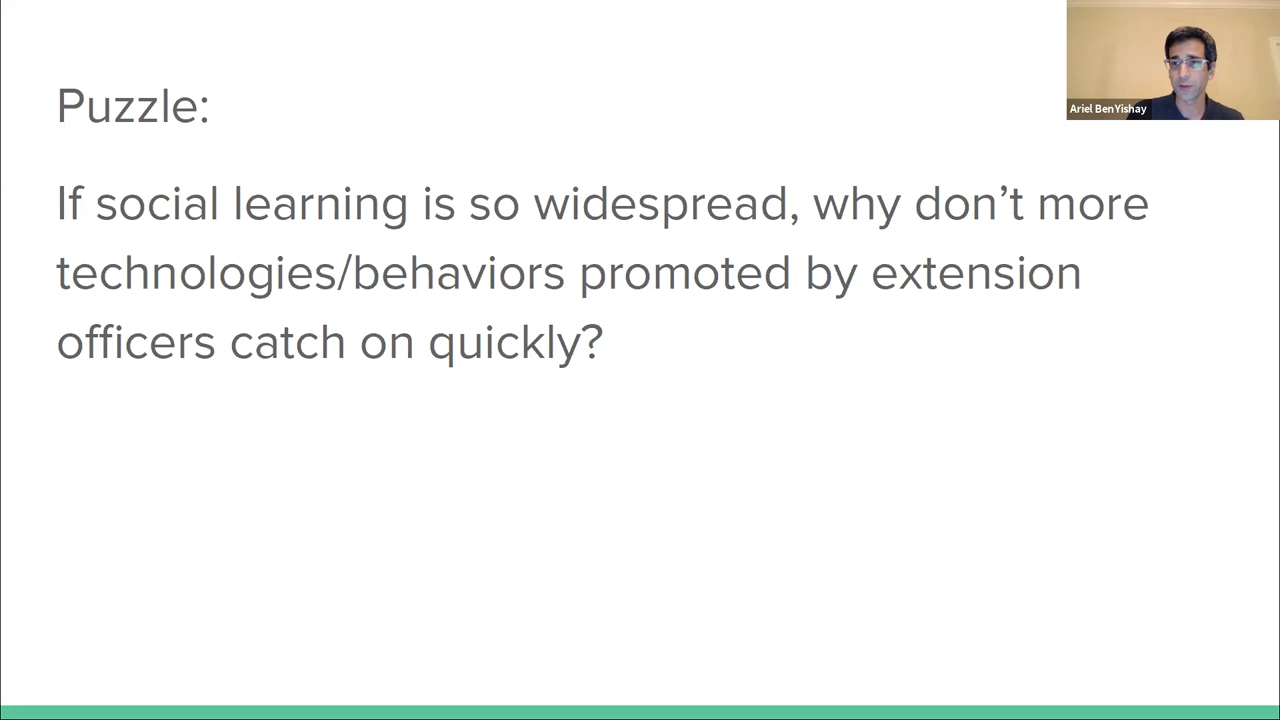 Puzzle:
If social learning is so widespread, why don’t more
technologies/behaviors promoted by extension
officers catch on quickly?
Ariel BenYishay